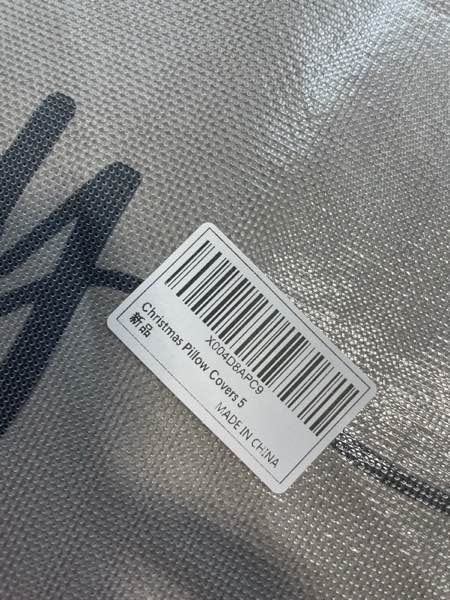 X004D8APC9
Christmas Pillow Covers 5
新品
MADE IN CHINA